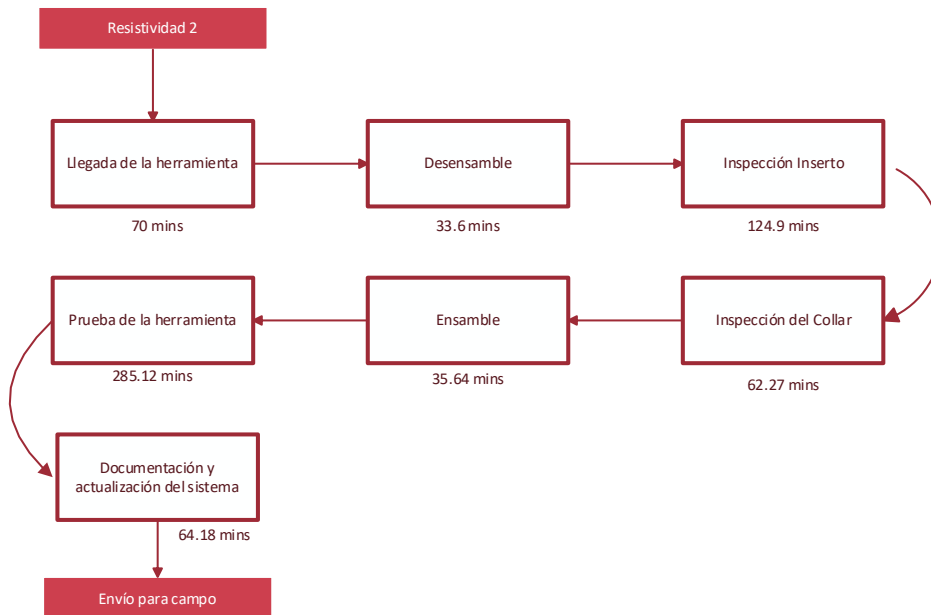 Resistividad 2
Llegada de la herramienta
70 mins
Desensamble
33.6 mins
Inspección Inserto
124.9 mins
Inspección del Collar
62.27 mins
Ensamble
35.64 mins
Prueba de la herramienta
285.12 mins
Documentación y
actualización del sistema
64.18 mins
Envío para campo